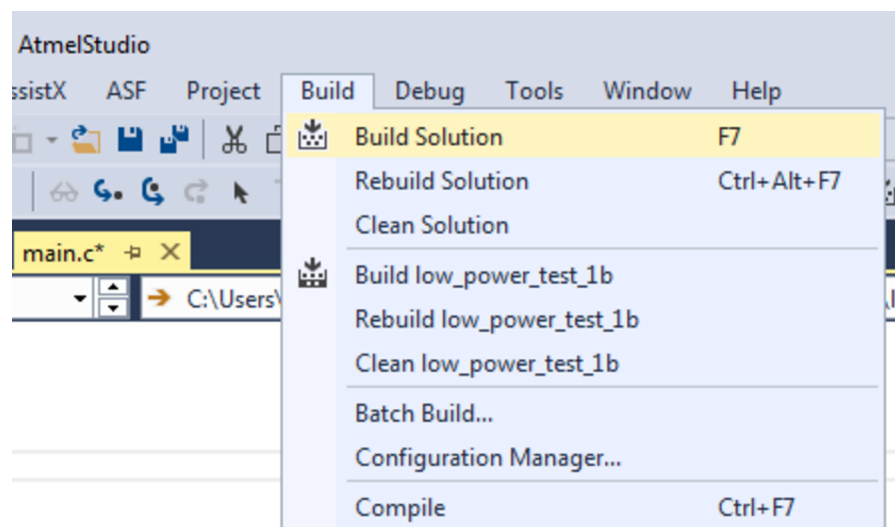 AtmelStudio
ssistX ASF Project Build Debug Tools Window Help
Build Solution F7
Rebuild Solution Ctrl+Alt+F7
Clean Solution
main.c*
Build low_power_test_1b
C:\Users\
Rebuild low_power_test_1b
Clean low_power_test_1b
Batch Build...
Configuration Manager...
Compile Ctrl+F7